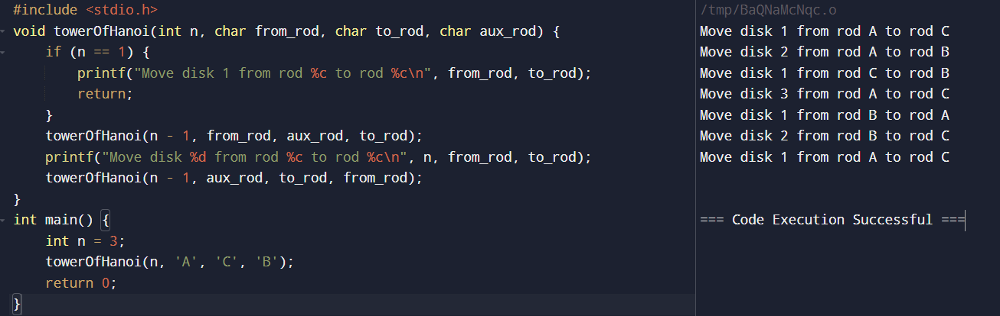 #include <stdio.h>
void towerOfHanoi(int n, char from_rod, char to_rod, char aux_rod) {
    if (n == 1) {
        printf("Move disk 1 from rod %c to rod %c\n", from_rod, to_rod);
        return;
    }
    towerOfHanoi(n - 1, from_rod, aux_rod, to_rod);
    printf("Move disk %d from rod %c to rod %c\n", n, from_rod, to_rod);
    towerOfHanoi(n - 1, aux_rod, to_rod, from_rod);
}
int main() {
    int n = 3;
    towerOfHanoi(n, 'A', 'C', 'B');
    return 0;
}
/tmp/BaQNaMcNqc.o
Move disk 1 from rod A to rod C
Move disk 2 from rod A to rod B
Move disk 1 from rod C to rod B
Move disk 3 from rod A to rod C
Move disk 1 from rod B to rod A
Move disk 2 from rod B to rod C
Move disk 1 from rod A to rod C
=== Code Execution Successful ===